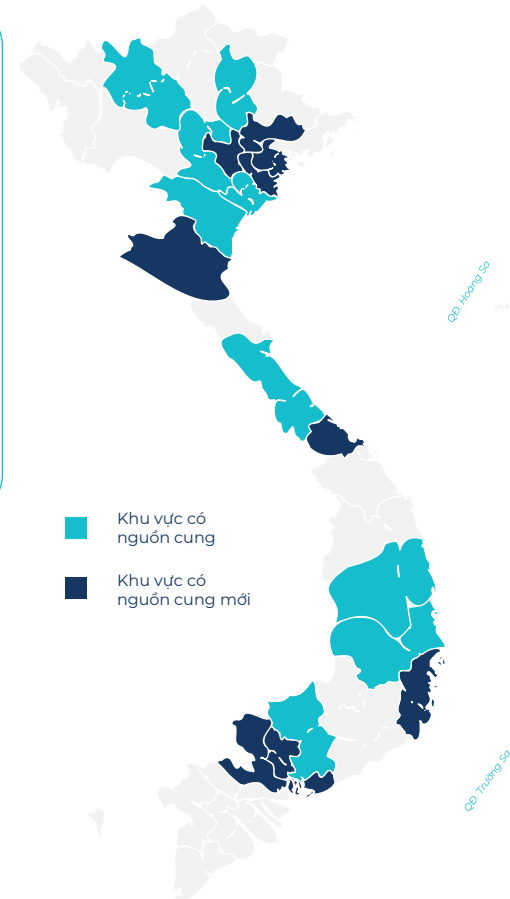 QĐ. Hoàng Sa
Khu vực có
nguồn cung
Khu vực có
nguồn cung mới
QĐ. Trường Sa